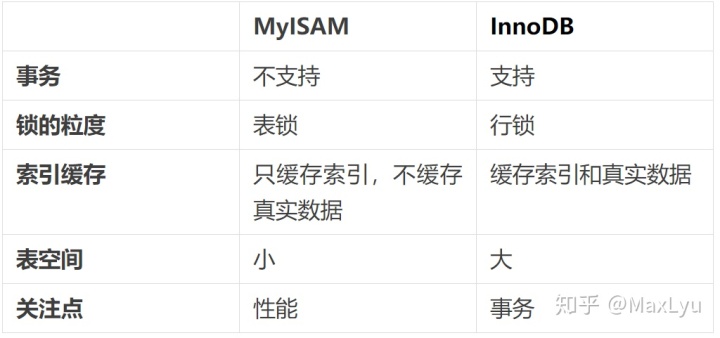 MyISAM InnoDB
事务 不支持 支持
锁的粒度 表锁 行锁
索引缓存 只缓存索引，不缓存 缓存索引和真实数据
真实数据
表空间 小 大
关注点 性能 事务
知乎 @MaxLyu